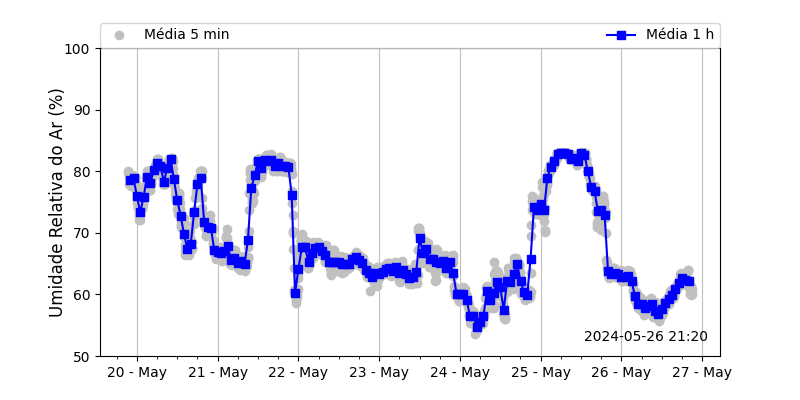 Média 5 min
Média 1 h
Umidade Relativa do Ar (%)
100
90
80
70
60
50
2024-05-26 21:20
20 - May
21 - May
22 - May
23 - May
24 - May
25 - May
26 - May
27 - May